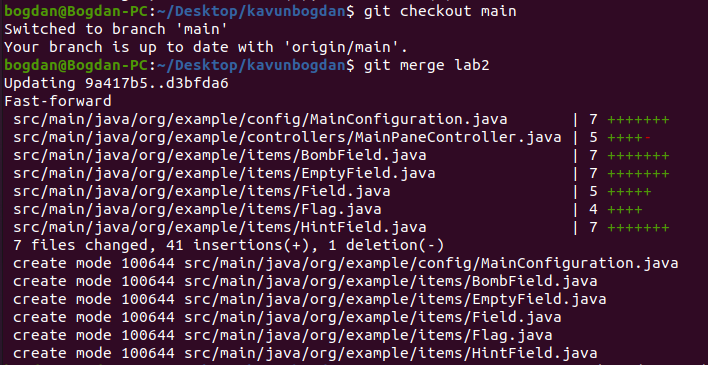 bogdan@Bogdan-PC:~/Desktop/kavunbogdan$ git checkout main
Switched to branch 'main'
Your branch is up to date with 'origin/main'.
bogdan@Bogdan-PC:~/Desktop/kavunbogdan$ git merge lab2
Updating 9a417b5..d3bfda6
Fast-forward
 src/main/java/org/example/config/MainConfiguration.java       | 7 +++++++
 src/main/java/org/example/controllers/MainPaneController.java | 5 ++++-
 src/main/java/org/example/items/BombField.java                | 7 +++++++
 src/main/java/org/example/items/EmptyField.java               | 7 +++++++
 src/main/java/org/example/items/Field.java                    | 5 +++++
 src/main/java/org/example/items/Flag.java                     | 4 ++++
 src/main/java/org/example/items/HintField.java                | 7 +++++++
 7 files changed, 41 insertions(+), 1 deletion(-)
 create mode 100644 src/main/java/org/example/config/MainConfiguration.java
 create mode 100644 src/main/java/org/example/items/BombField.java
 create mode 100644 src/main/java/org/example/items/EmptyField.java
 create mode 100644 src/main/java/org/example/items/Field.java
 create mode 100644 src/main/java/org/example/items/Flag.java
 create mode 100644 src/main/java/org/example/items/HintField.java